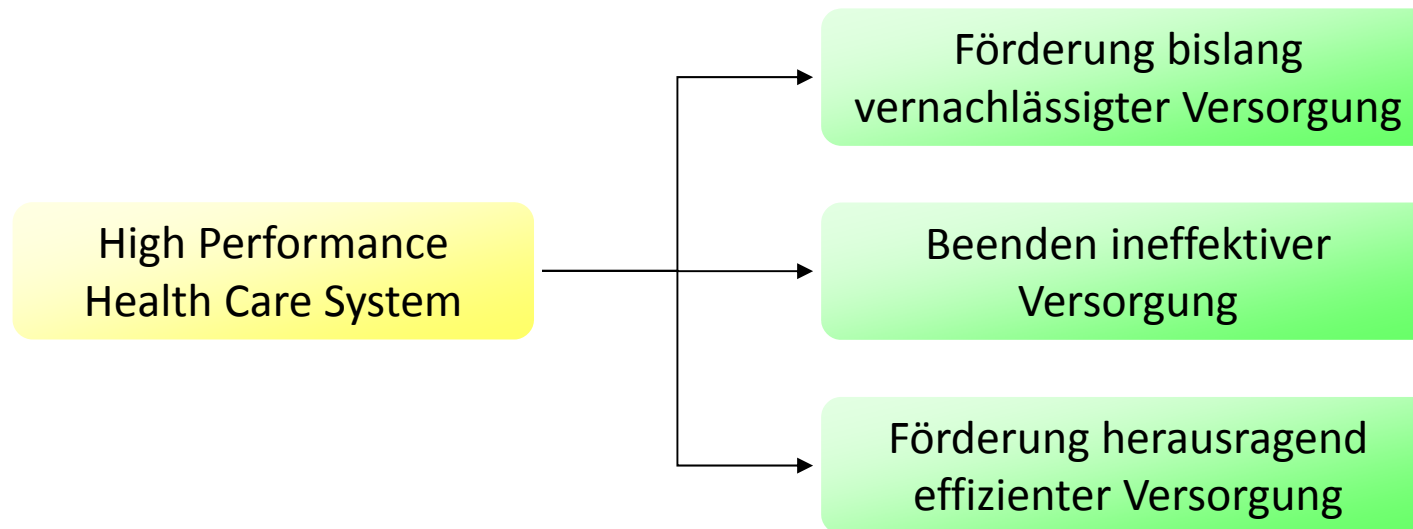 High Performance
Health Care System
Förderung bislang
vernachlässigter Versorgung
Beenden ineffektiver
Versorgung
Förderung herausragend
effizienter Versorgung